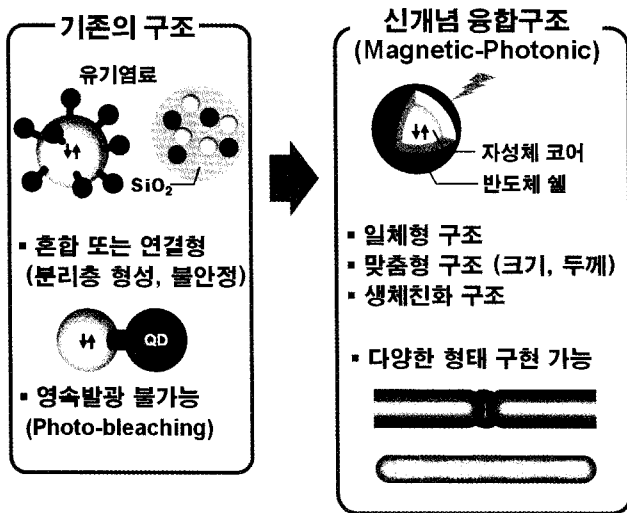 기존의 구조
유기염료
SiO₂
▪ 혼합 또는 연결형
(분리층 형성, 불안정)
QD
▪ 영속발광 불가능
(Photo-bleaching)
신개념 융합구조
(Magnetic-Photonic)
자성체 코어
반도체 쉘
▪ 일체형 구조
▪ 맞춤형 구조 (크기, 두께)
▪ 생체친화 구조
▪ 다양한 형태 구현 가능